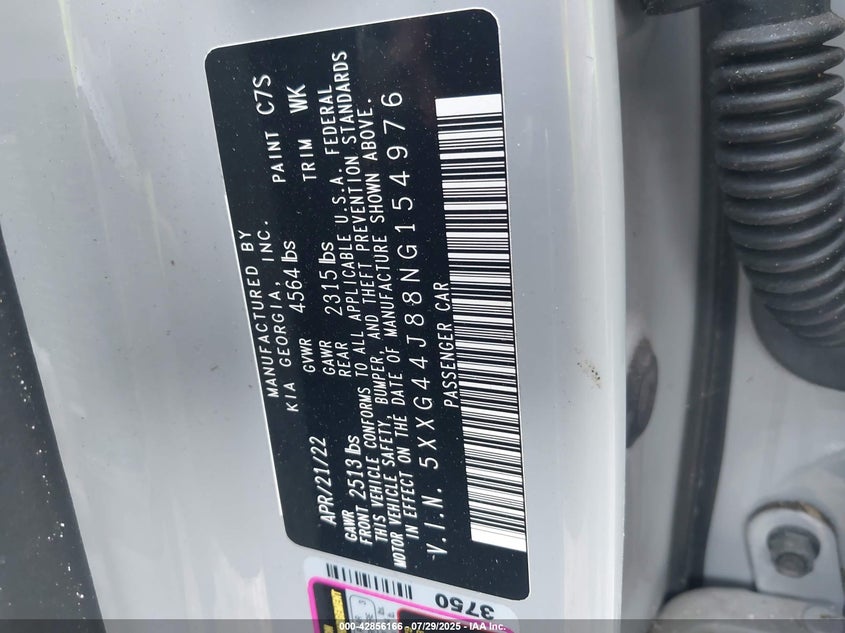 MANUFACTURED BY
KIA GEORGIA, INC.
PAINT C7S
APR/21/22
GVWR 4564 lbs
TRIM WK
GAWR FRONT 2513 lbs
GAWR REAR 2315 lbs
THIS VEHICLE CONFORMS TO ALL APPLICABLE U.S.A. FEDERAL
MOTOR VEHICLE SAFETY, BUMPER, AND THEFT PREVENTION STANDARDS
IN EFFECT ON THE DATE OF MANUFACTURE SHOWN ABOVE.
V.I.N. 5XXG44J88NG154976
PASSENGER CAR
3750
000-42856166 - 07/29/2025 - IAA Inc.